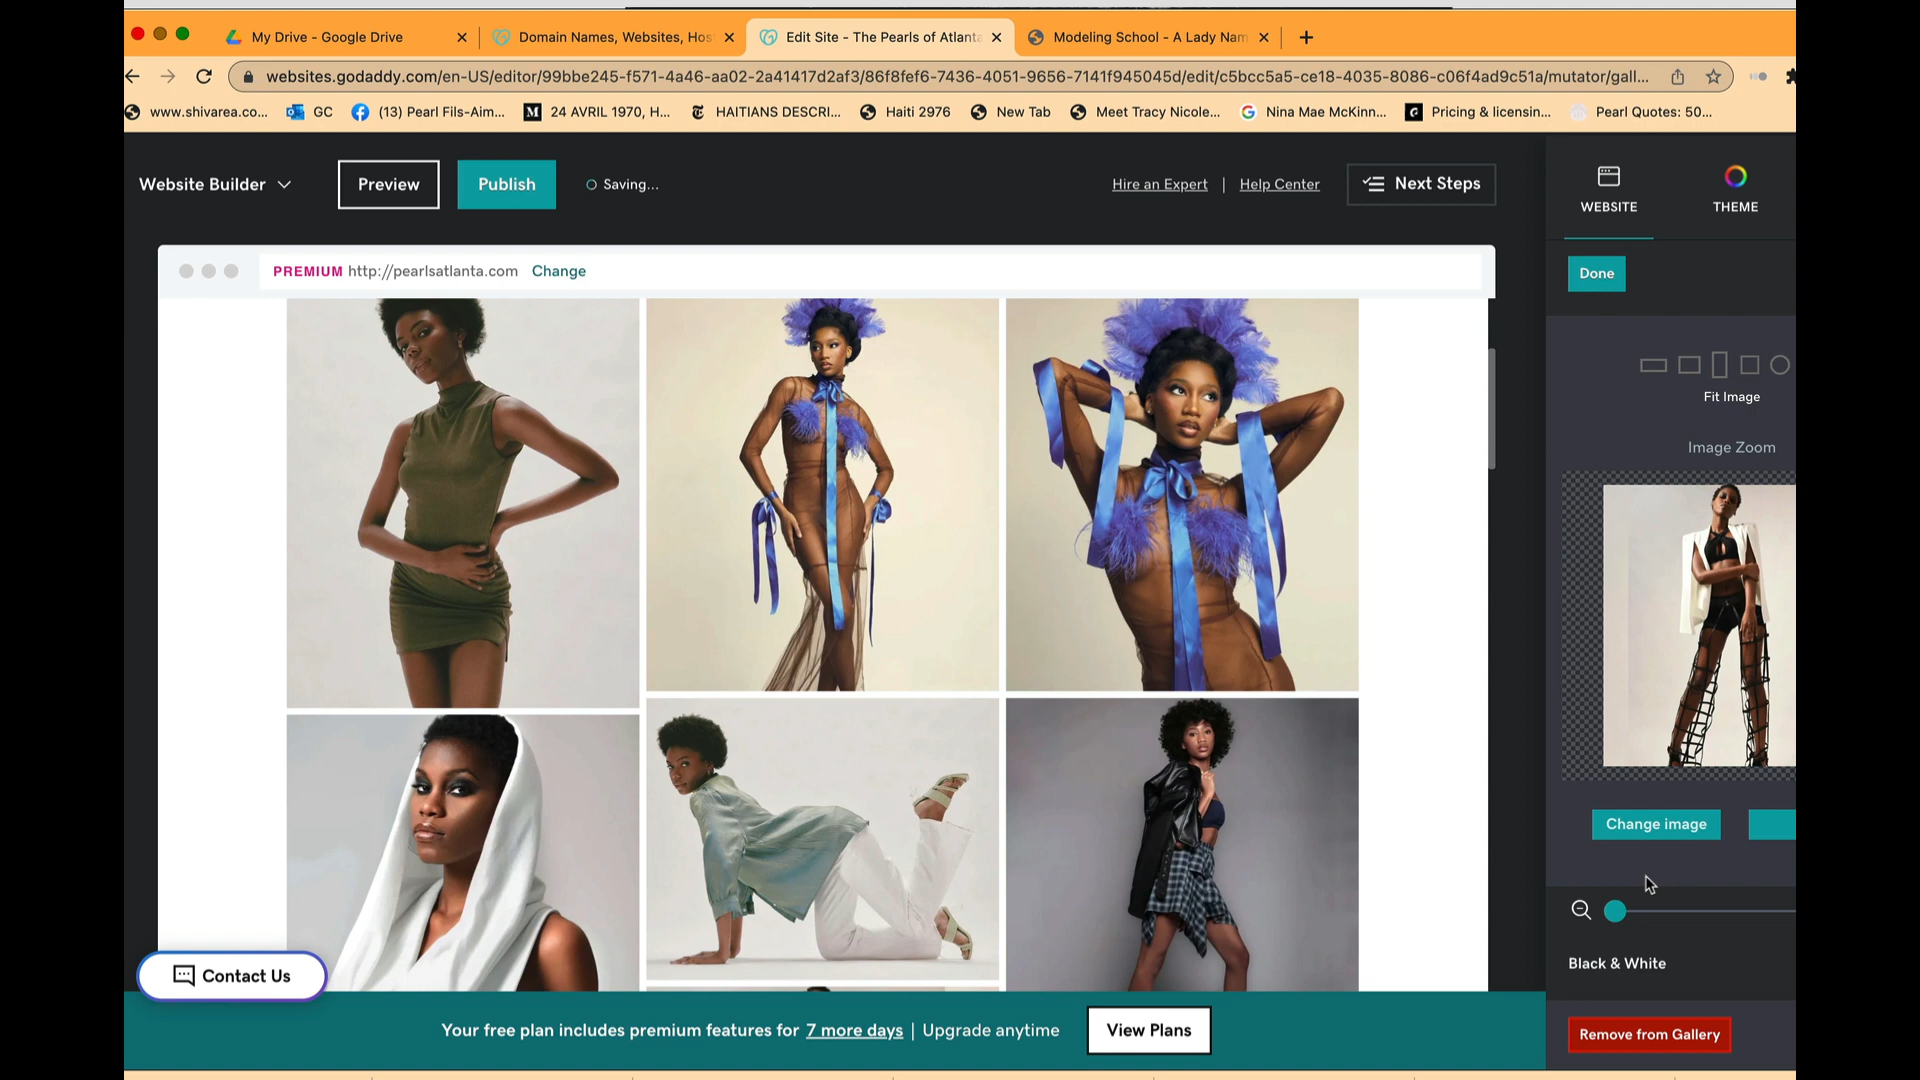 My Drive - Google Drive
Domain Names, Websites, Hos
Edit Site - The Pearls of Atlanta
Modeling School - A Lady Nam
websites.godaddy.com/en-US/editor/99bbe245-f571-4a46-aa02-2a41417d2af3/86f8fef6-7436-4051-9656-7141f945045d/edit/c5bcc5a5-ce18-4035-8086-c06f4ad9c51a/mutator/gall...
www.shivarea.co...
GC
(13) Pearl Fils-Aim...
24 AVRIL 1970, H...
HAITIANS DESCRI...
Haiti 2976
New Tab
Meet Tracy Nicole...
Nina Mae McKinn...
Pricing & licensin...
Pearl Quotes: 50...
Website Builder
Preview
Publish
Saving...
Hire an Expert | Help Center
Next Steps
WEBSITE
THEME
PREMIUM http://pearlsatlanta.com Change
Done
Fit Image
Image Zoom
Change image
Black & White
Remove from Gallery
Contact Us
Your free plan includes premium features for 7 more days | Upgrade anytime
View Plans